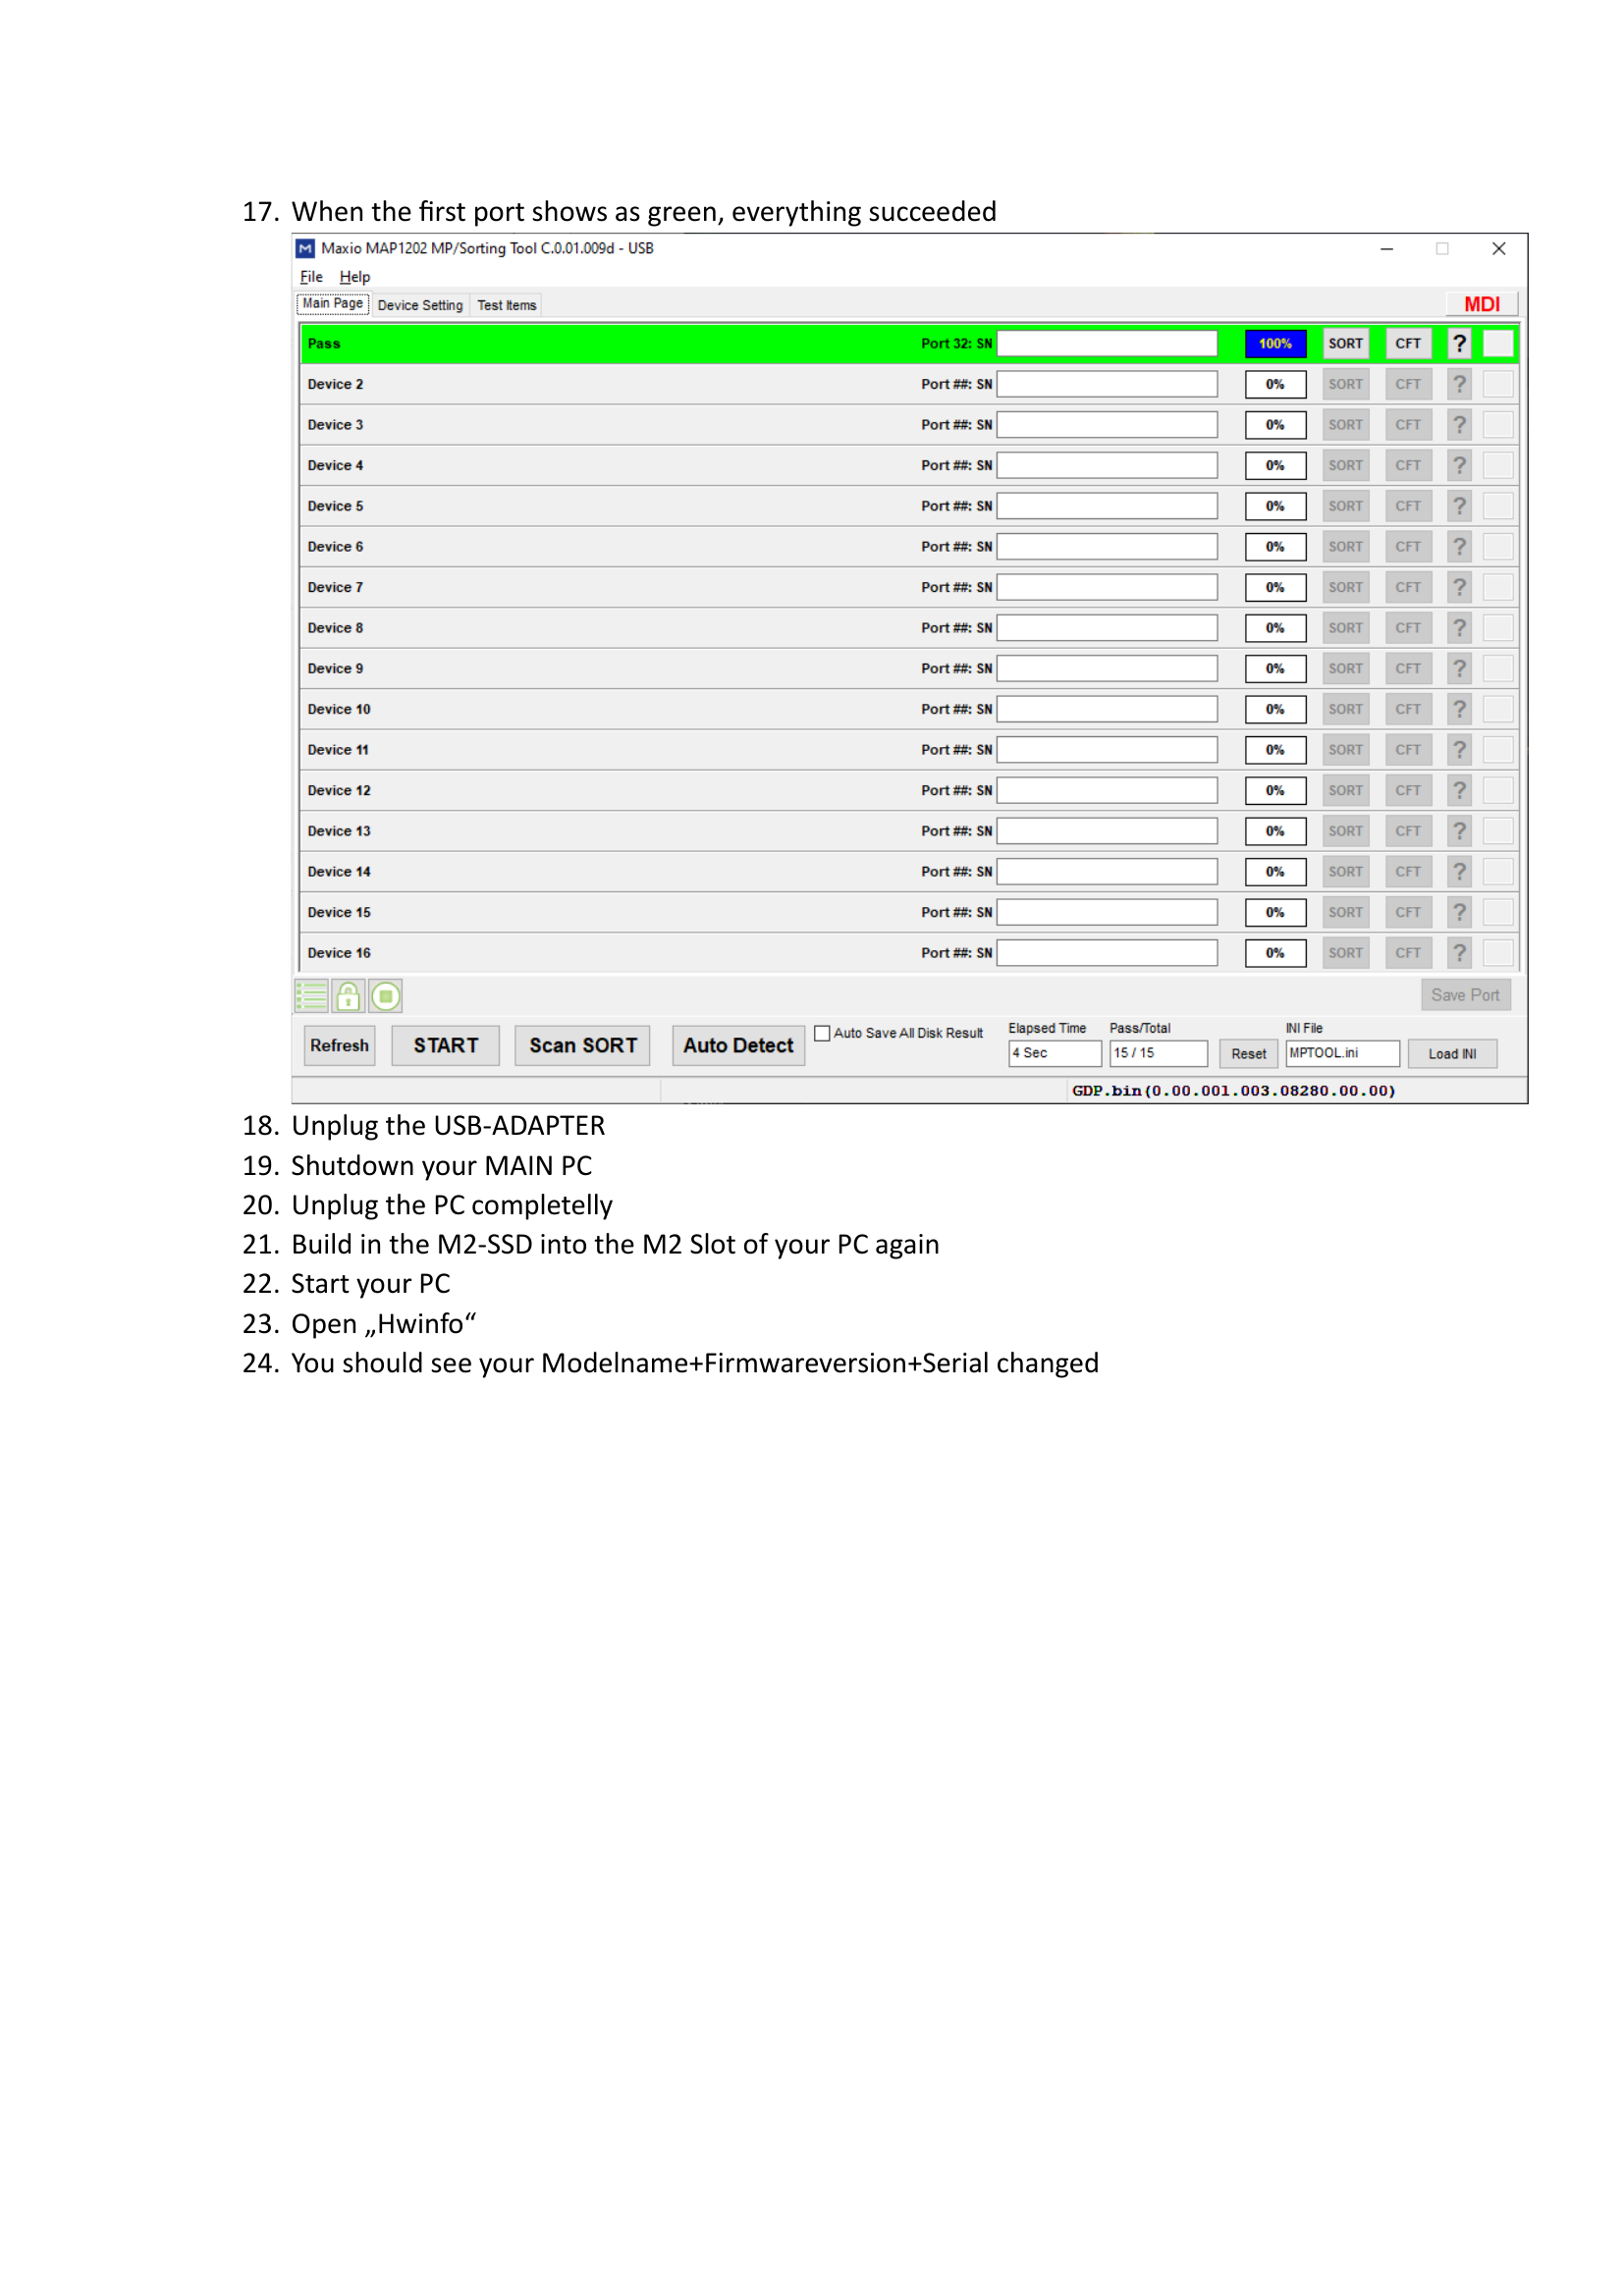 17. When the first port shows as green, everything succeeded
Maxio MAP1202 MP/Sorting Tool C.0.01.009d - USB
File Help
Main Page Device Setting Test Items MDI
Pass Port 32: SN 100% SORT CFT ?
Device 2 Port ##: SN 0% SORT CFT ?
Device 3 Port ##: SN 0% SORT CFT ?
Device 4 Port ##: SN 0% SORT CFT ?
Device 5 Port ##: SN 0% SORT CFT ?
Device 6 Port ##: SN 0% SORT CFT ?
Device 7 Port ##: SN 0% SORT CFT ?
Device 8 Port ##: SN 0% SORT CFT ?
Device 9 Port ##: SN 0% SORT CFT ?
Device 10 Port ##: SN 0% SORT CFT ?
Device 11 Port ##: SN 0% SORT CFT ?
Device 12 Port ##: SN 0% SORT CFT ?
Device 13 Port ##: SN 0% SORT CFT ?
Device 14 Port ##: SN 0% SORT CFT ?
Device 15 Port ##: SN 0% SORT CFT ?
Device 16 Port ##: SN 0% SORT CFT ?
Save Port
Refresh START Scan SORT Auto Detect Auto Save All Disk Result
Elapsed Time Pass/Total INI File
4 Sec 15 / 15 Reset MPTOOL.ini Load INI
GDP.bin(0.00.001.003.08280.00.00)
18. Unplug the USB-ADAPTER
19. Shutdown your MAIN PC
20. Unplug the PC completelly
21. Build in the M2-SSD into the M2 Slot of your PC again
22. Start your PC
23. Open „Hwinfo“
24. You should see your Modelname+Firmwareversion+Serial changed